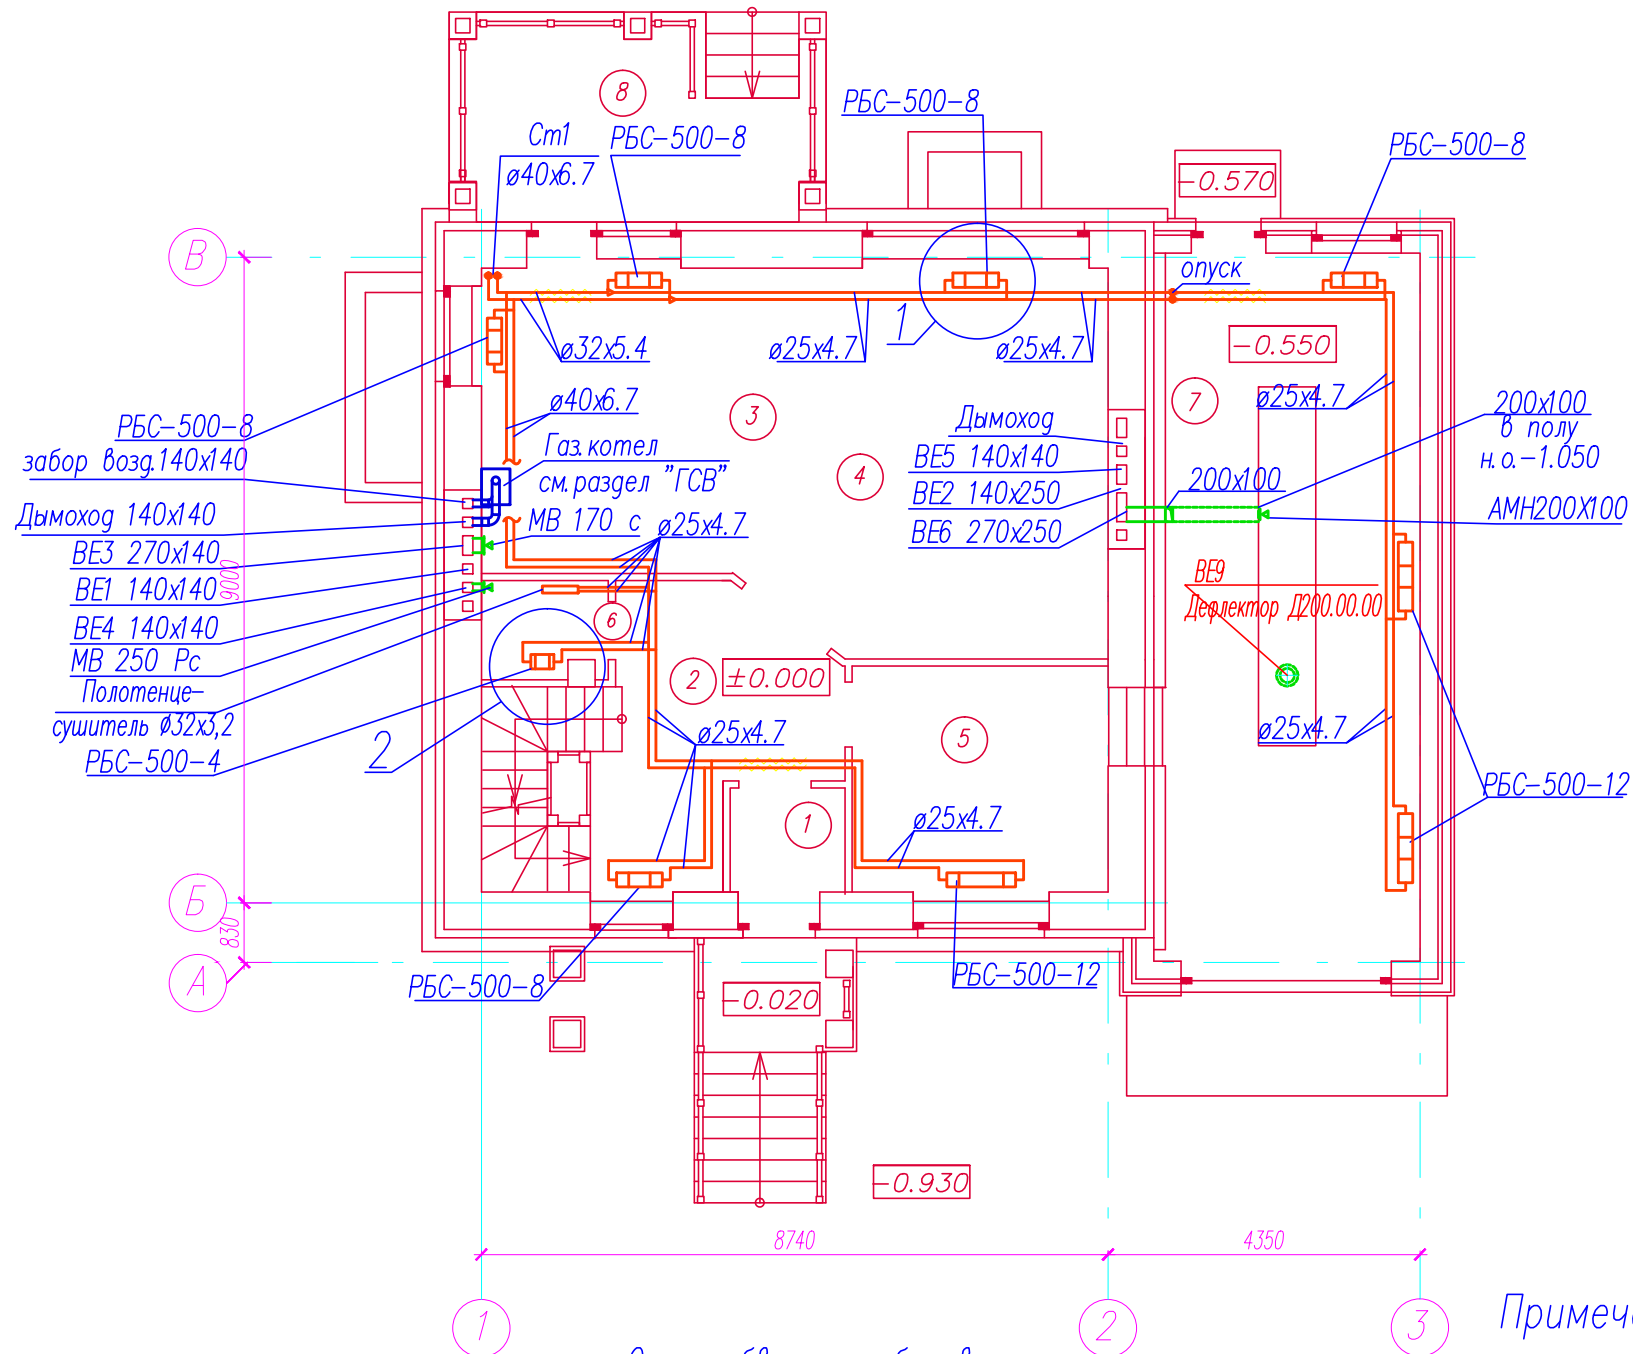 8
РБС-500-8
Ст1
ø40х6.7
РБС-500-8
РБС-500-8
-0.570
В
опуск
1
ø32х5.4
ø25х4.7
ø25х4.7
-0.550
ø40х6.7
3
7
ø25х4.7
200х100
в полу
н.о.-1.050
РБС-500-8
забор возд.140х140
Газ.котел
см.раздел "ГСВ"
Дымоход
ВЕ5 140х140
ВЕ2 140х250
ВЕ6 270х250
4
200х100
АМН200Х100
Дымоход 140х140
МВ 170 с
ø25х4.7
ВЕ3 270х140
9000
ВЕ1 140х140
ВЕ4 140х140
МВ 250 Рс
Полотенце-
сушитель Ø32х3,2
РБС-500-4
6
ВЕ9
Дефлектор Д200.00.00
2
±0.000
2
ø25х4.7
5
ø25х4.7
РБС-500-12
1
ø25х4.7
Б
830
А
РБС-500-8
-0.020
РБС-500-12
-0.930
8740
4350
1
2
3